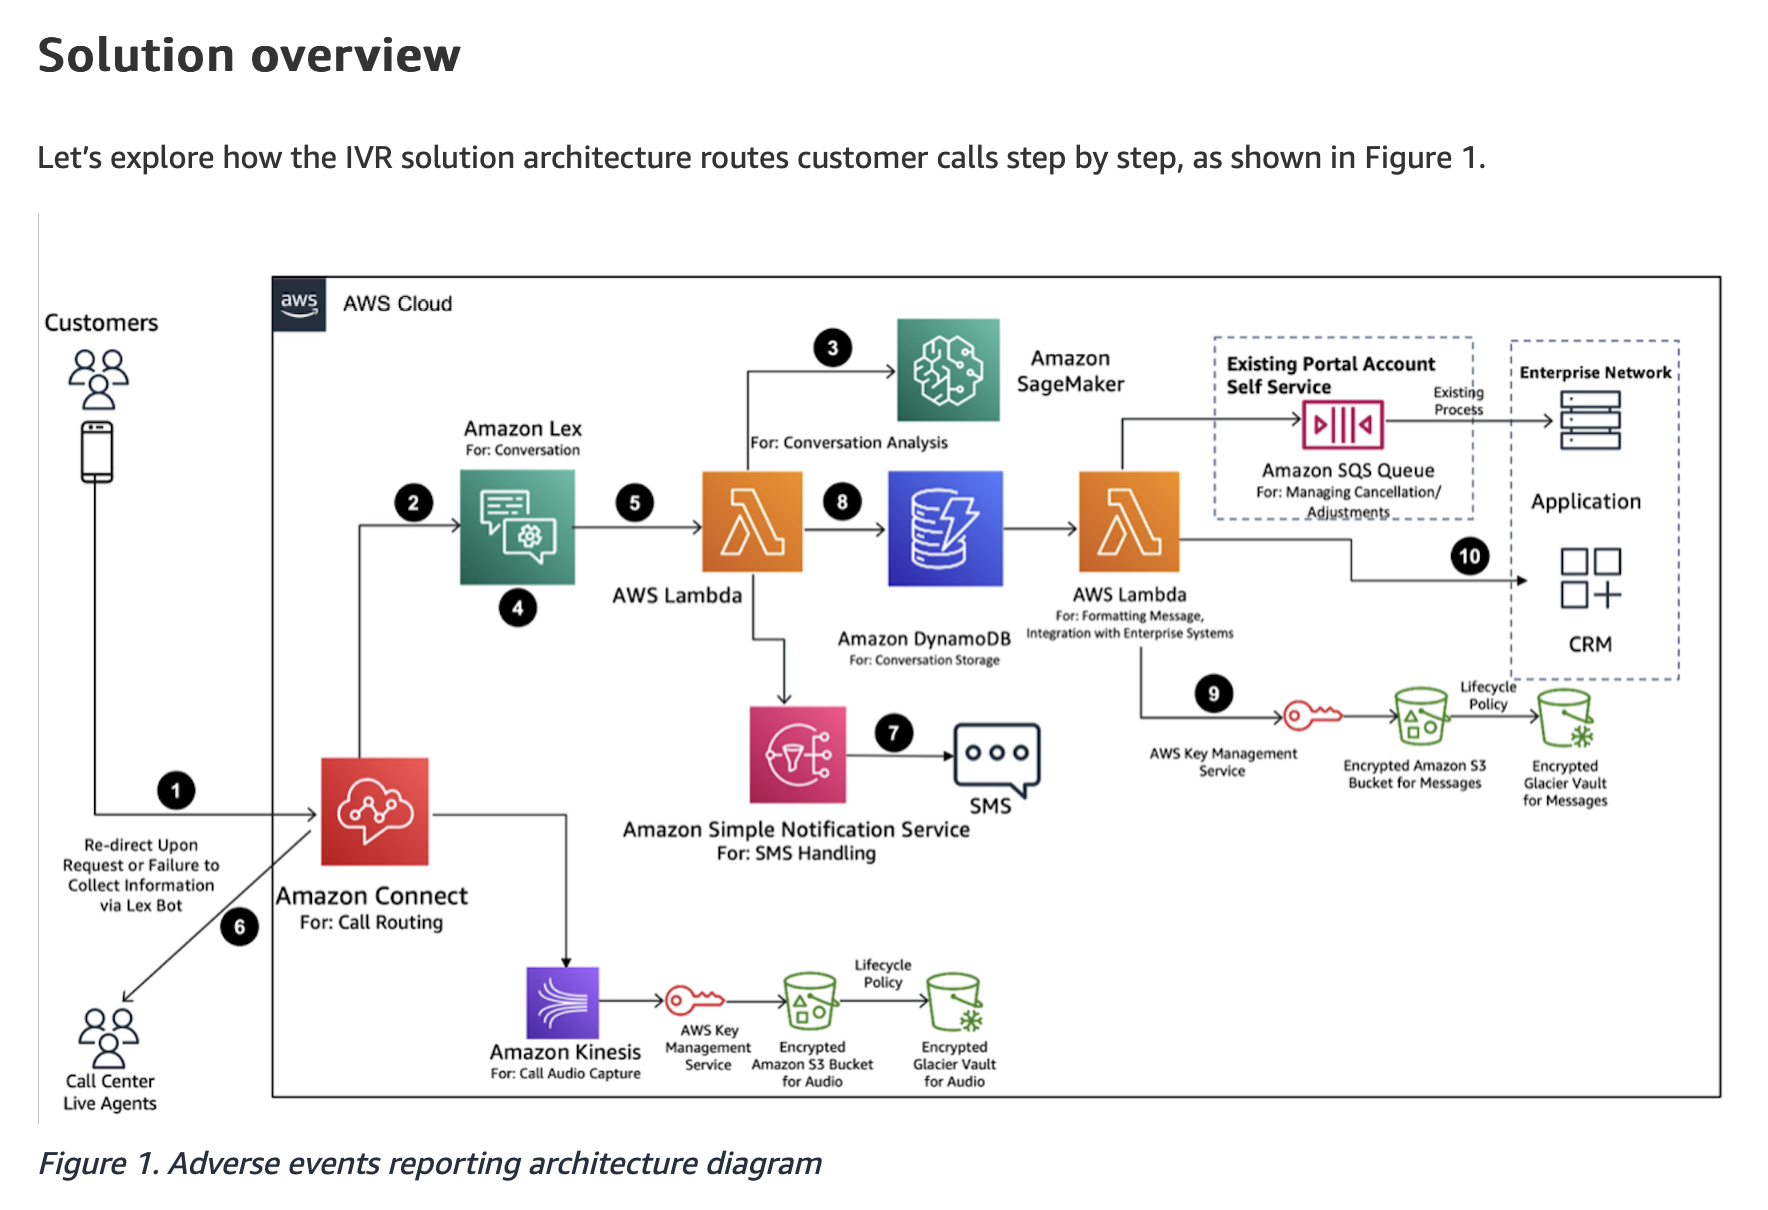 Solution overview
Let’s explore how the IVR solution architecture routes customer calls step by step, as shown in Figure 1.
aws
AWS Cloud
Customers
3
Amazon
SageMaker
Existing Portal Account
Self Service
Existing
Process
Enterprise Network
Amazon Lex
For: Conversation
For: Conversation Analysis
Amazon SQS Queue
For: Managing Cancellation/
Adjustments
Application
2
5
8
10
4
AWS Lambda
AWS Lambda
For: Formatting Message,
Integration with Enterprise Systems
Amazon DynamoDB
For: Conversation Storage
CRM
9
Lifecycle
Policy
7
AWS Key Management
Service
Encrypted Amazon S3
Bucket for Messages
Encrypted
Glacier Vault
for Messages
SMS
1
Amazon Simple Notification Service
For: SMS Handling
Re-direct Upon
Request or Failure to
Collect Information
via Lex Bot
Amazon Connect
For: Call Routing
6
Lifecycle
Policy
Amazon Kinesis
For: Call Audio Capture
AWS Key
Management
Service
Encrypted
Amazon S3 Bucket
for Audio
Encrypted
Glacier Vault
for Audio
Call Center
Live Agents
Figure 1. Adverse events reporting architecture diagram